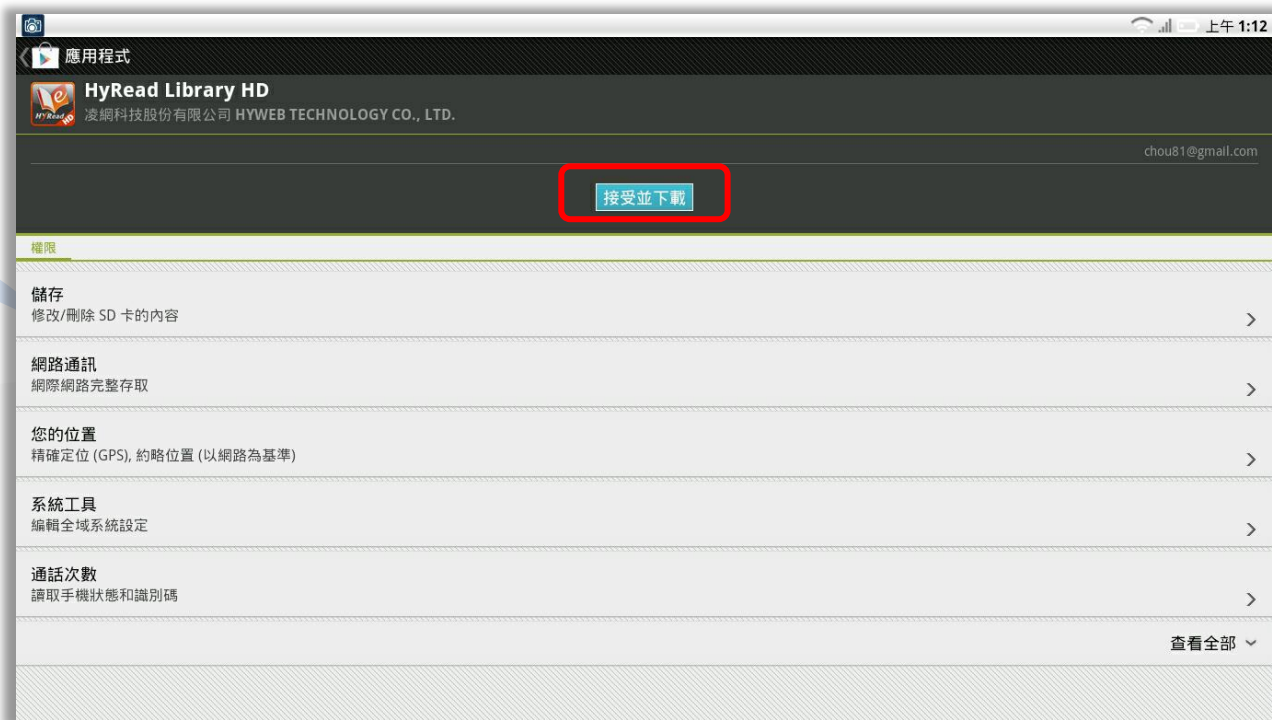 上午 1:12
應用程式
HyRead Library HD
凌網科技股份有限公司 HYWEB TECHNOLOGY CO., LTD.
HyRead
HD
chou81@gmail.com
接受並下載
權限
儲存
修改/刪除 SD 卡的內容
網路通訊
網際網路完整存取
您的位置
精確定位 (GPS), 約略位置 (以網路為基準)
系統工具
編輯全域系統設定
通話次數
讀取手機狀態和識別碼
查看全部